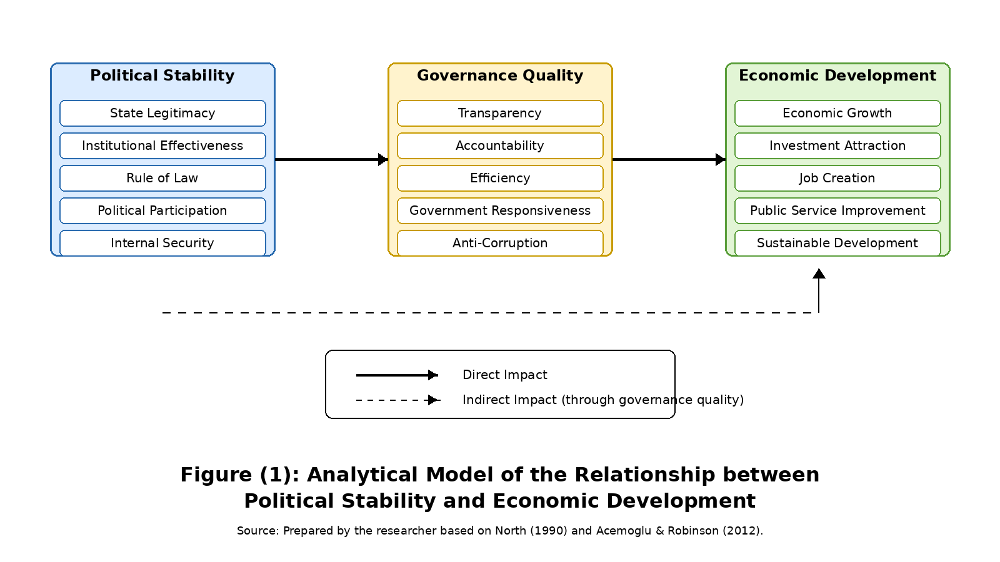 Political Stability
State Legitimacy
Institutional Effectiveness
Rule of Law
Political Participation
Internal Security
Governance Quality
Transparency
Accountability
Efficiency
Government Responsiveness
Anti-Corruption
Economic Development
Economic Growth
Investment Attraction
Job Creation
Public Service Improvement
Sustainable Development
Direct Impact
Indirect Impact (through governance quality)
Figure (1): Analytical Model of the Relationship between
Political Stability and Economic Development
Source: Prepared by the researcher based on North (1990) and Acemoglu & Robinson (2012).